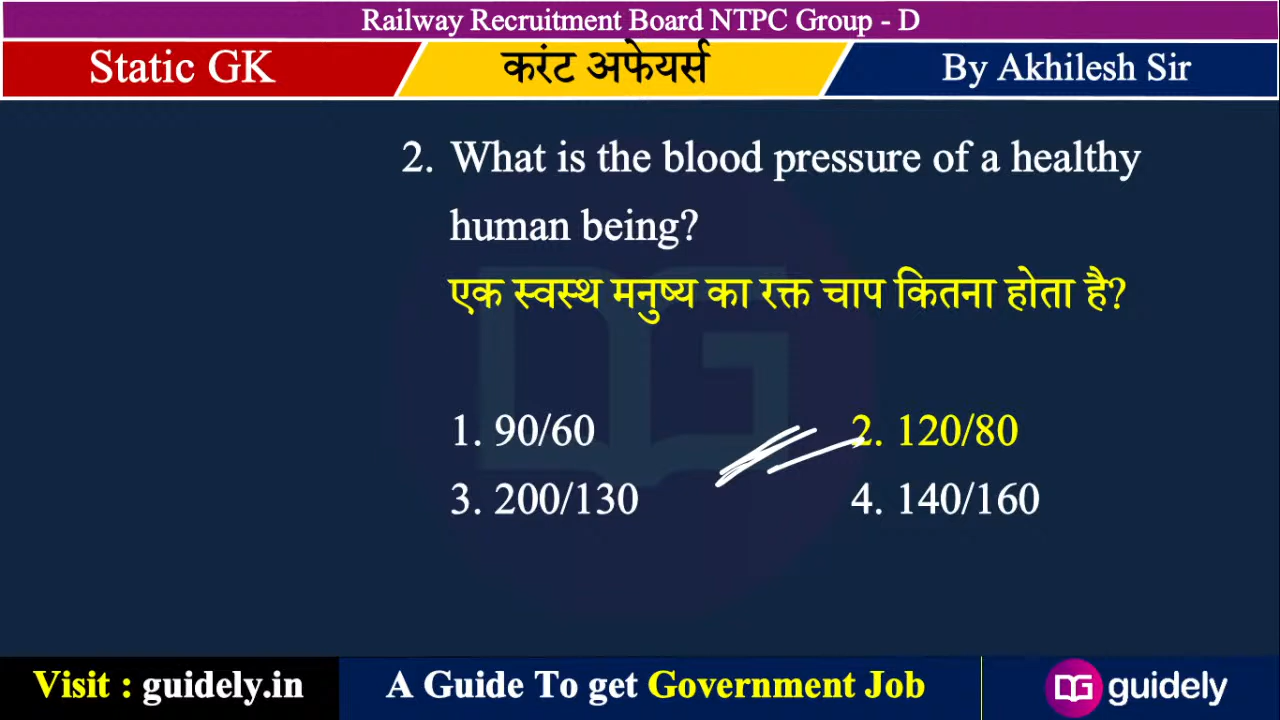 Railway Recruitment Board NTPC Group - D
Static GK
करंट अफेयर्स
By Akhilesh Sir
2. What is the blood pressure of a healthy
human being?
एक स्वस्थ मनुष्य का रक्त चाप कितना होता है?
1. 90/60
2. 120/80
3. 200/130
4. 140/160
Visit : guidely.in
A Guide To get Government Job
DG guidely